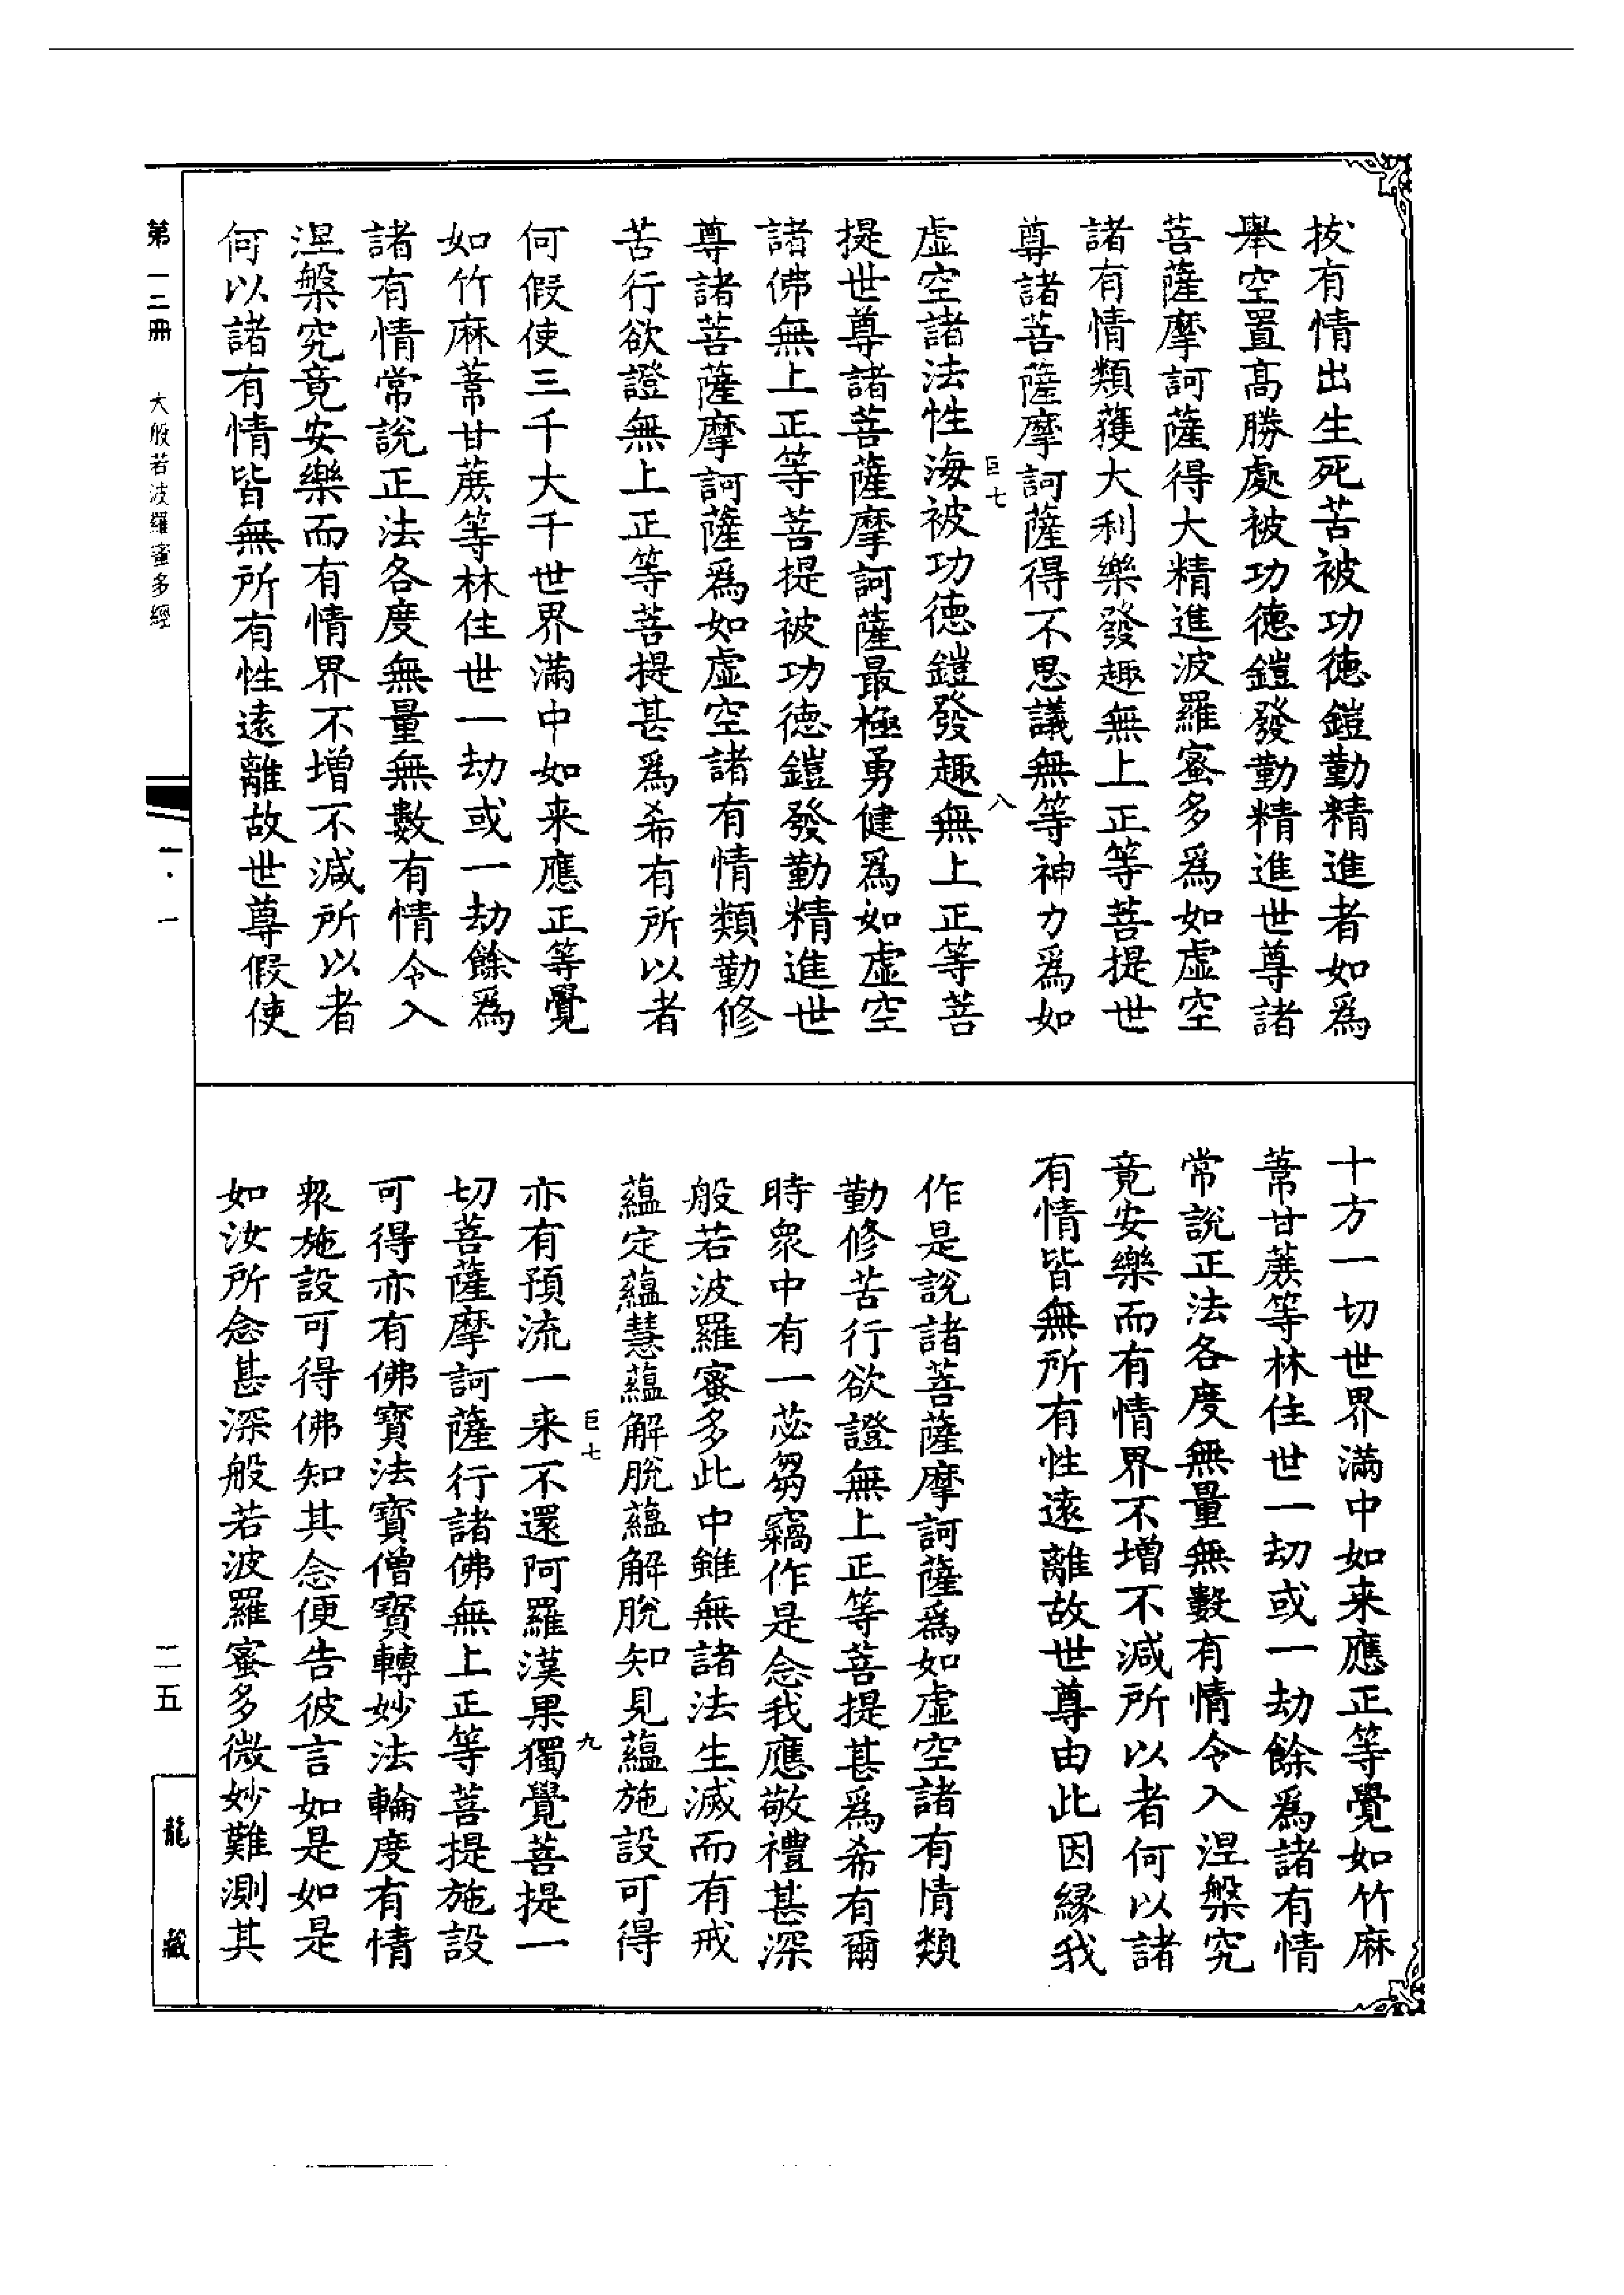 拔有情出生死苦被功德鎧勤精進者如爲
舉空置高勝處被功德鎧發勤精進世尊諸
菩薩摩訶薩得大精進波羅蜜多爲如虛空
諸有情類獲大利樂發趣無上正等菩提世
尊諸菩薩摩訶薩得不思議無等神力爲如
巨七
八
虛空諸法性海被功德鎧發趣無上正等菩
提世尊諸菩薩摩訶薩最極勇健爲如虛空
諸佛無上正等菩提被功德鎧發勤精進世
尊諸菩薩摩訶薩爲如虛空諸有情類勤修
苦行欲證無上正等菩提甚爲希有所以者
何假使三千大千世界滿中如来應正等覺
如竹麻葦甘蔗等林住世一劫或一劫餘爲
諸有情常說正法各度無量無數有情令入
涅槃究竟安樂而有情界不增不減所以者
何以諸有情皆無所有性遠離故世尊假使
十方一切世界滿中如来應正等覺如竹麻
葦甘蔗等林住世一劫或一劫餘爲諸有情
常說正法各度無量無數有情令入涅槃究
竟安樂而有情界不增不減所以者何以諸
有情皆無所有性遠離故世尊由此因縁我
作是說諸菩薩摩訶薩爲如虛空諸有情類
勤修苦行欲證無上正等菩提甚爲希有爾
時衆中有一苾芻竊作是念我應敬禮甚深
般若波羅蜜多此中雖無諸法生滅而有戒
蘊定蘊慧蘊解脫蘊解脫知見蘊施設可得
巨七
九
亦有預流一来不還阿羅漢果獨覺菩提一
切菩薩摩訶薩行諸佛無上正等菩提施設
可得亦有佛寶法寶僧寶轉妙法輪度有情
衆施設可得佛知其念便告彼言如是如是
如汝所念甚深般若波羅蜜多微妙難測其
第一二冊
大般若波羅蜜多經
一·一
二五
龍藏